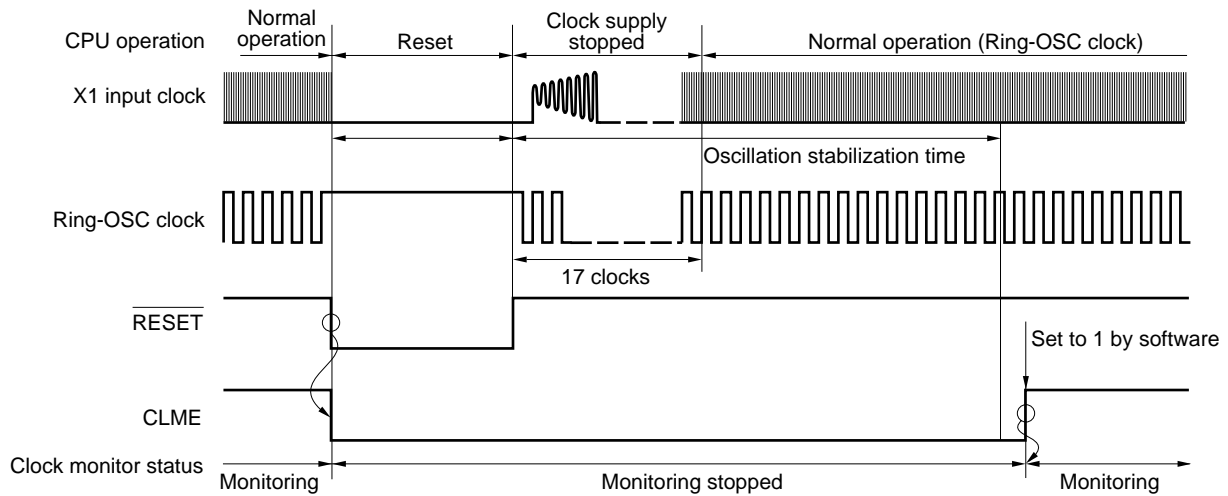 Normal operation
CPU operation
Reset
Clock supply stopped
Normal operation (Ring-OSC clock)
X1 input clock
Oscillation stabilization time
Ring-OSC clock
17 clocks
RESET
Set to 1 by software
CLME
Clock monitor status
Monitoring
Monitoring stopped
Monitoring